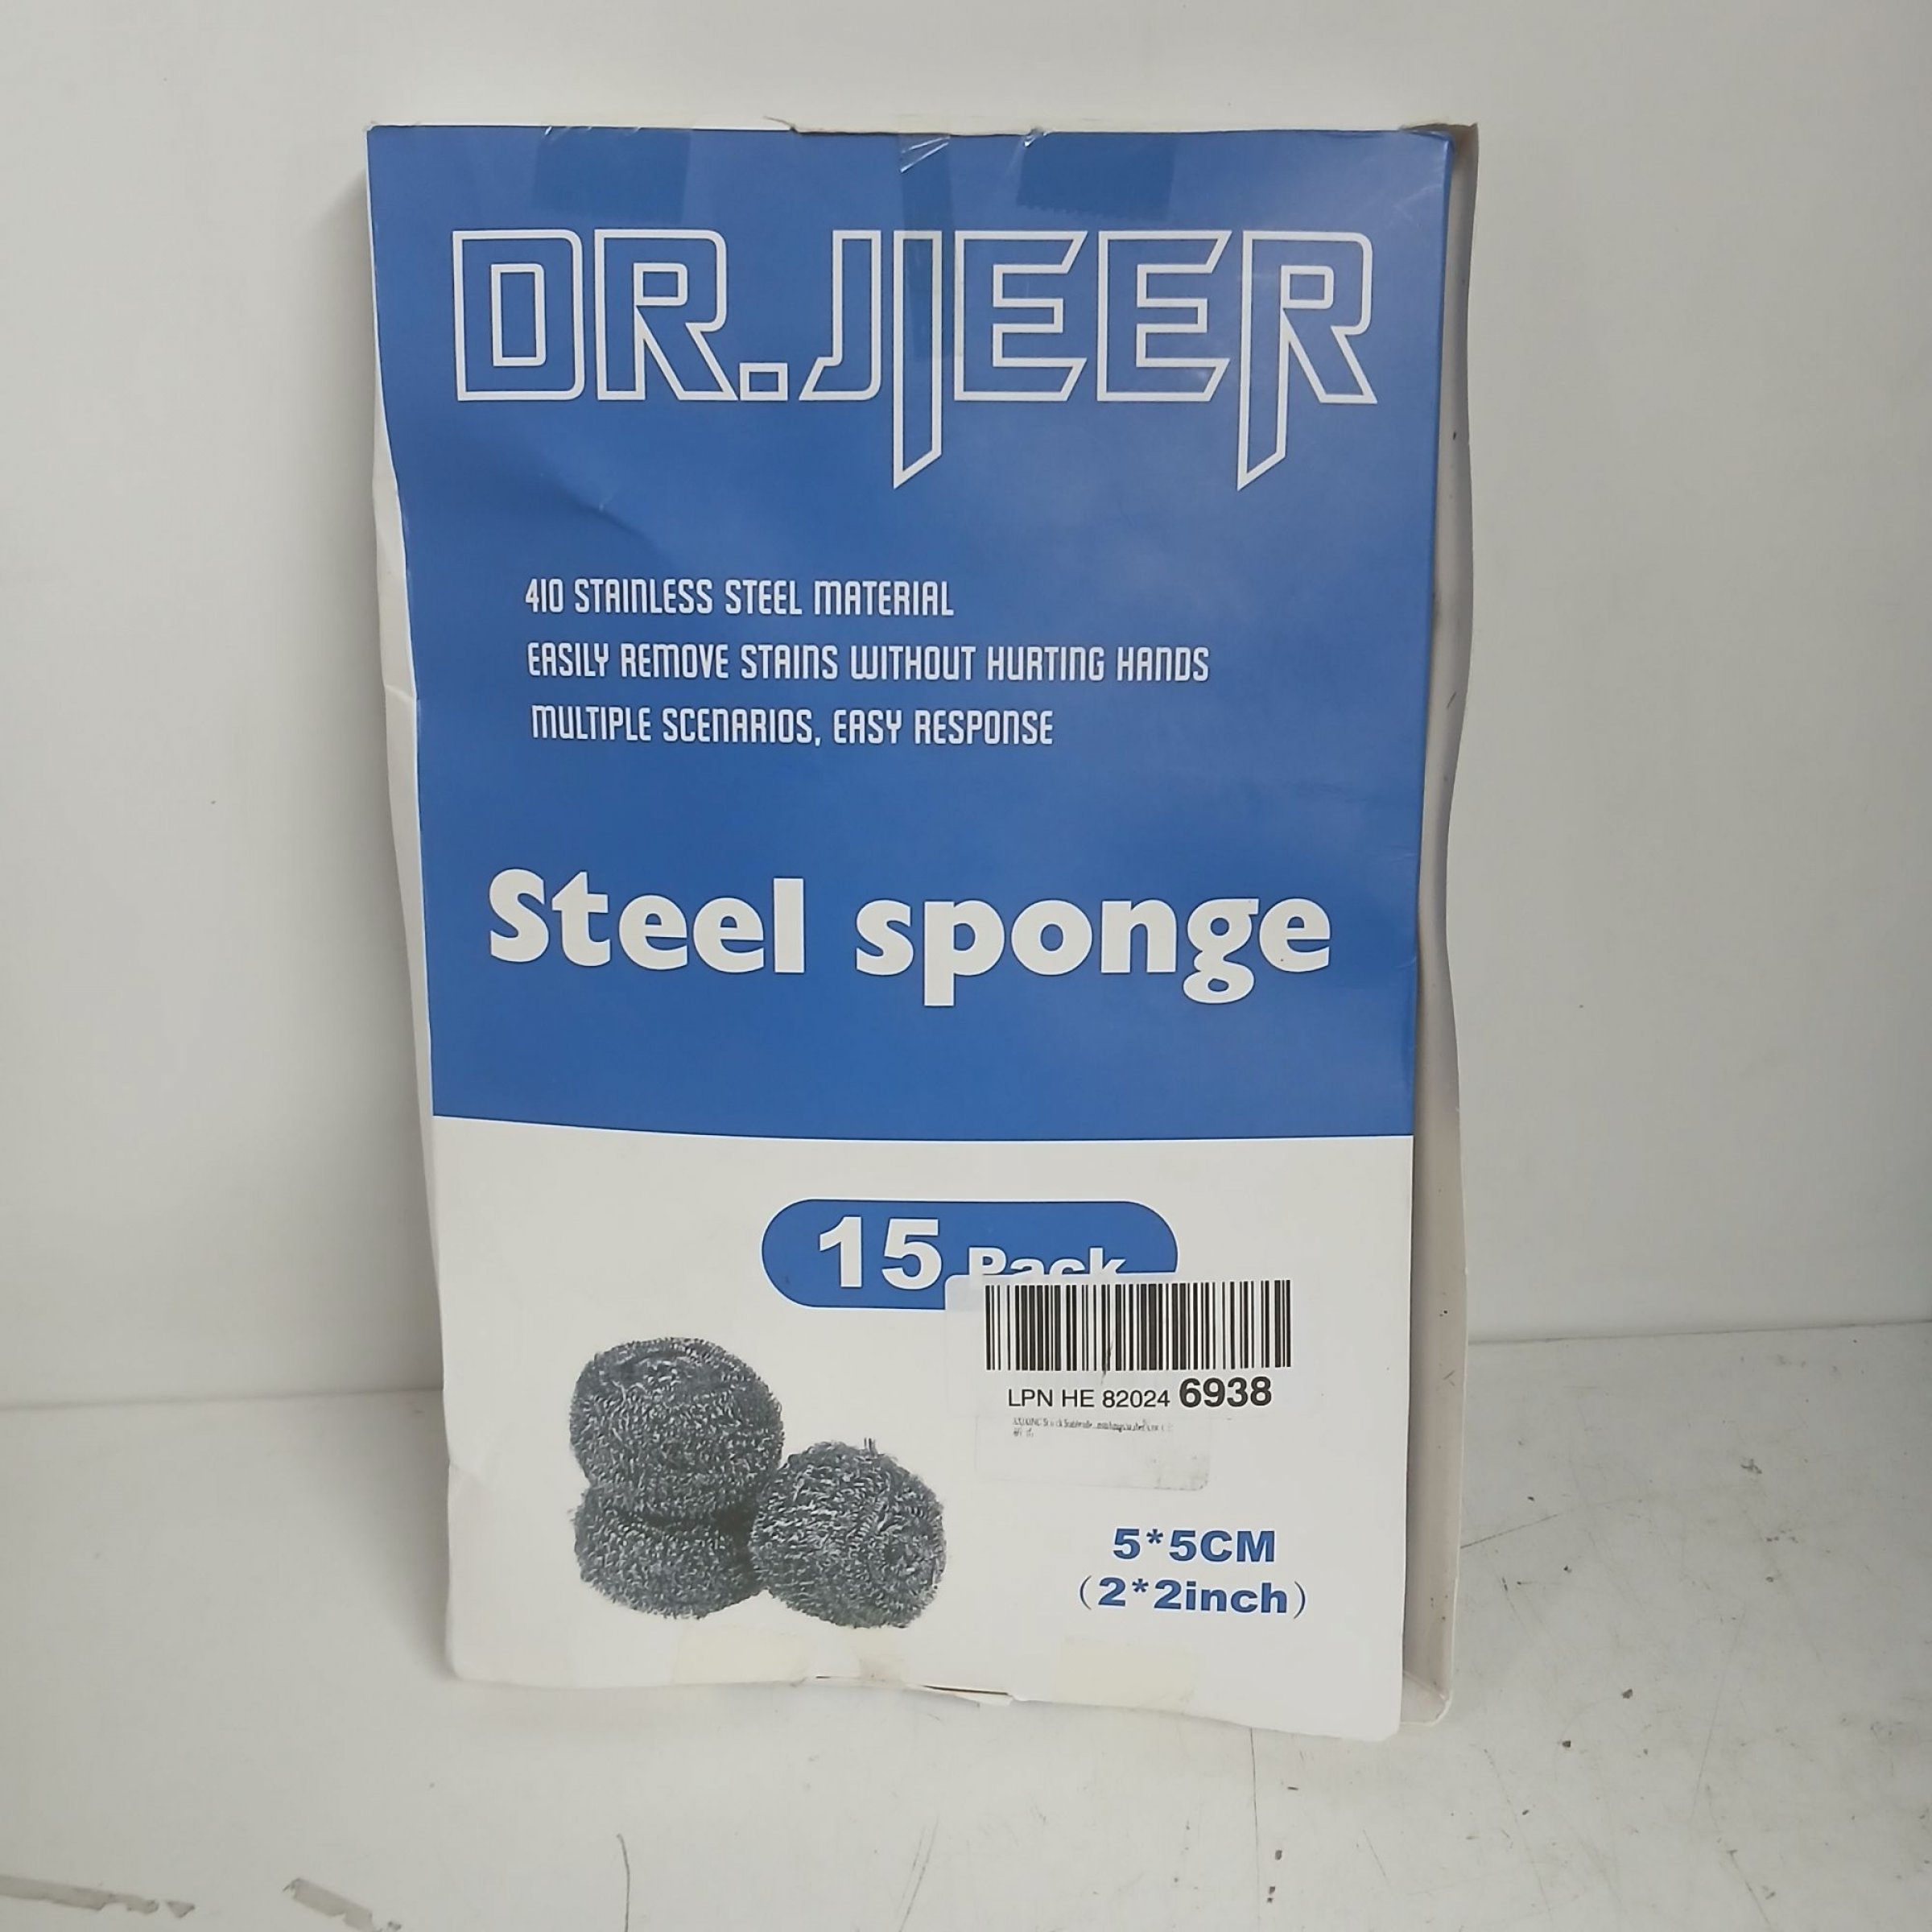 DR.JIEER
410 STAINLESS STEEL MATERIAL
EASILY REMOVE STAINS WITHOUT HURTING HANDS
MULTIPLE SCENARIOS, EASY RESPONSE
Steel sponge
15 Pack
LPN HE 82024 6938
5*5CM
(2*2inch)